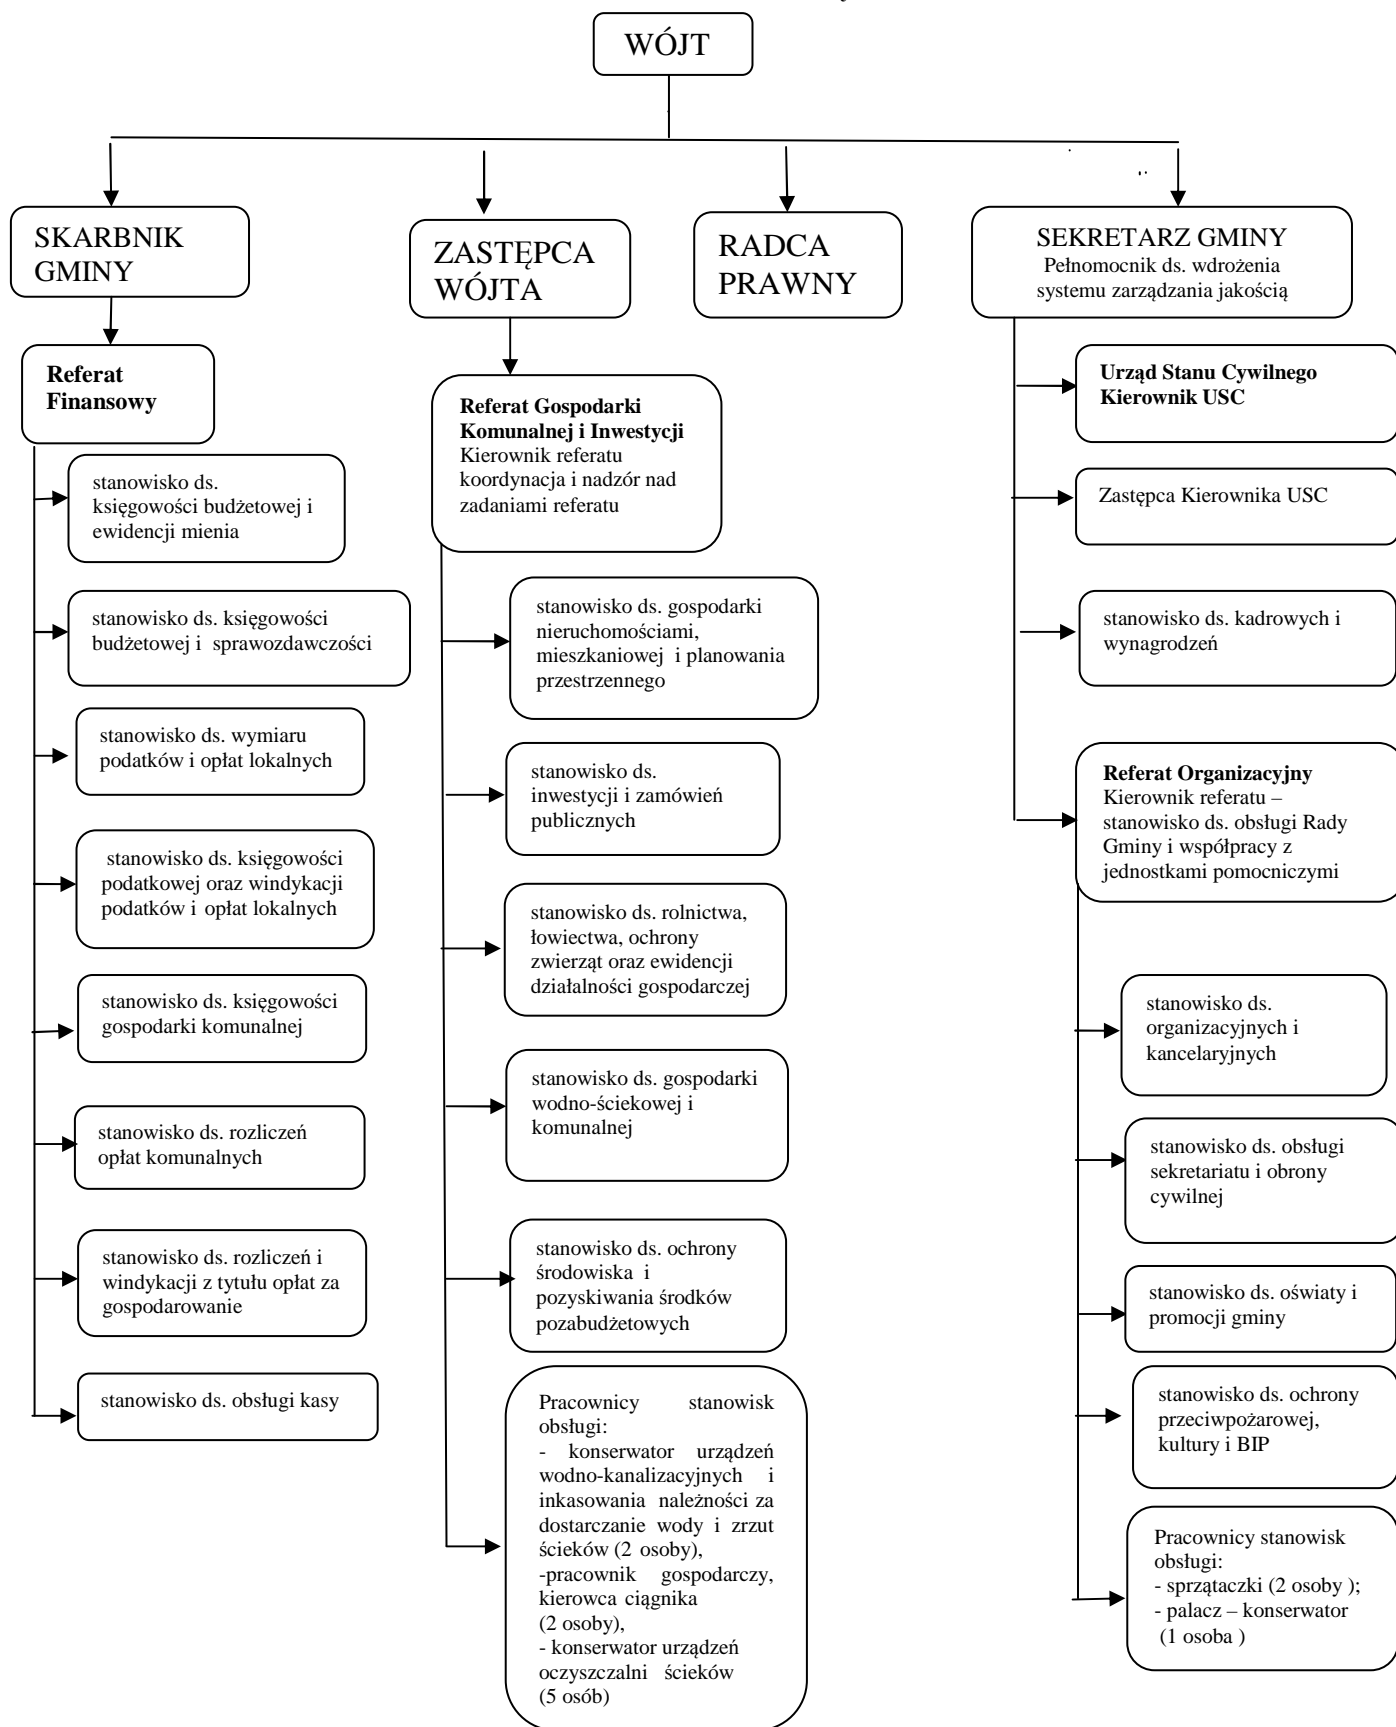 WÓJT
SKARBNIK
GMINY
ZASTĘPCA
WÓJTA
RADCA
PRAWNY
SEKRETARZ GMINY
Pełnomocnik ds. wdrożenia
systemu zarządzania jakością
Referat
Finansowy
stanowisko ds.
księgowości budżetowej i
ewidencji mienia
stanowisko ds. księgowości
budżetowej i sprawozdawczości
stanowisko ds. wymiaru
podatków i opłat lokalnych
stanowisko ds. księgowości
podatkowej oraz windykacji
podatków i opłat lokalnych
stanowisko ds. księgowości
gospodarki komunalnej
stanowisko ds. rozliczeń
opłat komunalnych
stanowisko ds. rozliczeń i
windykacji z tytułu opłat za
gospodarowanie
stanowisko ds. obsługi kasy
Referat Gospodarki
Komunalnej i Inwestycji
Kierownik referatu
koordynacja i nadzór nad
zadaniami referatu
stanowisko ds. gospodarki
nieruchomościami,
mieszkaniowej i planowania
przestrzennego
stanowisko ds.
inwestycji i zamówień
publicznych
stanowisko ds. rolnictwa,
łowiectwa, ochrony
zwierząt oraz ewidencji
działalności gospodarczej
stanowisko ds. gospodarki
wodno-ściekowej i
komunalnej
stanowisko ds. ochrony
środowiska i
pozyskiwania środków
pozabudżetowych
Pracownicy stanowisk
obsługi:
- konserwator urządzeń
wodno-kanalizacyjnych i
inkasowania należności za
dostarczanie wody i zrzut
ścieków (2 osoby),
-pracownik gospodarczy,
kierowca ciągnika
(2 osoby),
- konserwator urządzeń
oczyszczalni ścieków
(5 osób)
Urząd Stanu Cywilnego
Kierownik USC
Zastępca Kierownika USC
stanowisko ds. kadrowych i
wynagrodzeń
Referat Organizacyjny
Kierownik referatu –
stanowisko ds. obsługi Rady
Gminy i współpracy z
jednostkami pomocniczymi
stanowisko ds.
organizacyjnych i
kancelaryjnych
stanowisko ds. obsługi
sekretariatu i obrony
cywilnej
stanowisko ds. oświaty i
promocji gminy
stanowisko ds. ochrony
przeciwpożarowej,
kultury i BIP
Pracownicy stanowisk
obsługi:
- sprzątaczki (2 osoby );
- palacz – konserwator
(1 osoba )